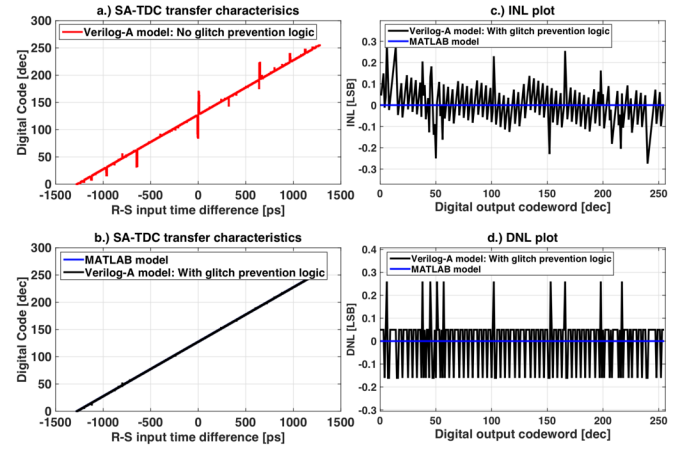 a.) SA-TDC transfer characterisics
300
Verilog-A model: No glitch prevention logic
250
200
150
100
50
0
Digital Code [dec]
-1500 -1000 -500 0 500 1000 1500
R-S input time difference [ps]
c.) INL plot
Verilog-A model: With glitch prevention logic
MATLAB model
0.3
0.2
0.1
0
-0.1
-0.2
-0.3
INL [LSB]
0 50 100 150 200 250
Digital output codeword [dec]
b.) SA-TDC transfer characteristics
300
MATLAB model
Verilog-A model: With glitch prevention logic
250
200
150
100
50
0
Digital Code [dec]
-1500 -1000 -500 0 500 1000 1500
R-S input time difference [ps]
d.) DNL plot
0.4
Verilog-A model: With glitch prevention logic
MATLAB model
0.3
0.2
0.1
0
-0.1
-0.2
-0.3
DNL [LSB]
0 50 100 150 200 250
Digital output codeword [dec]